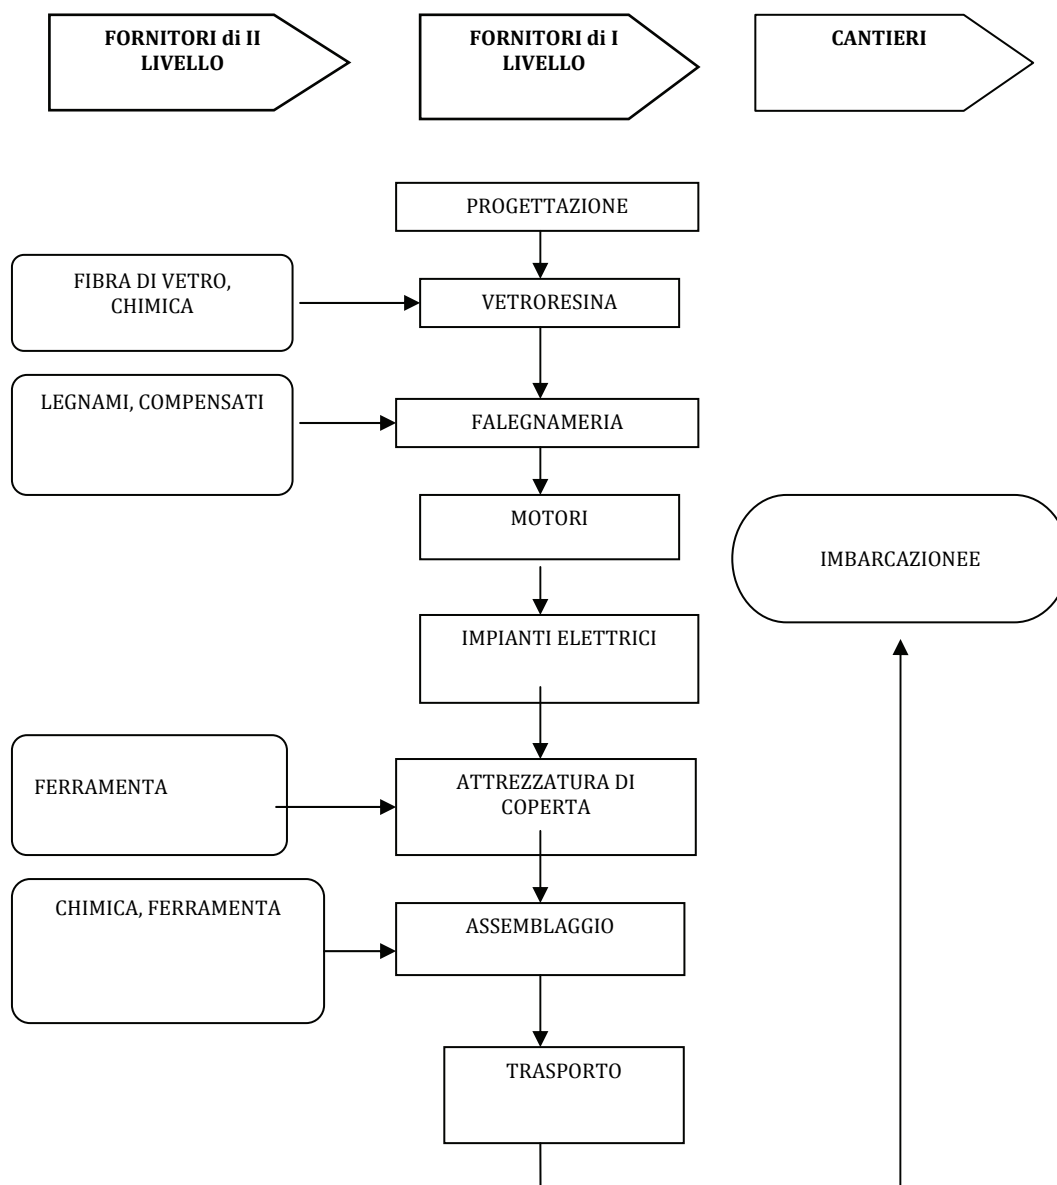 FORNITORI di II
LIVELLO
FORNITORI di I
LIVELLO
CANTIERI
PROGETTAZIONE
FIBRA DI VETRO,
CHIMICA
VETRORESINA
LEGNAMI, COMPENSATI
FALEGNAMERIA
MOTORI
IMBARCAZIONEE
IMPIANTI ELETTRICI
FERRAMENTA
ATTREZZATURA DI
COPERTA
CHIMICA, FERRAMENTA
ASSEMBLAGGIO
TRASPORTO